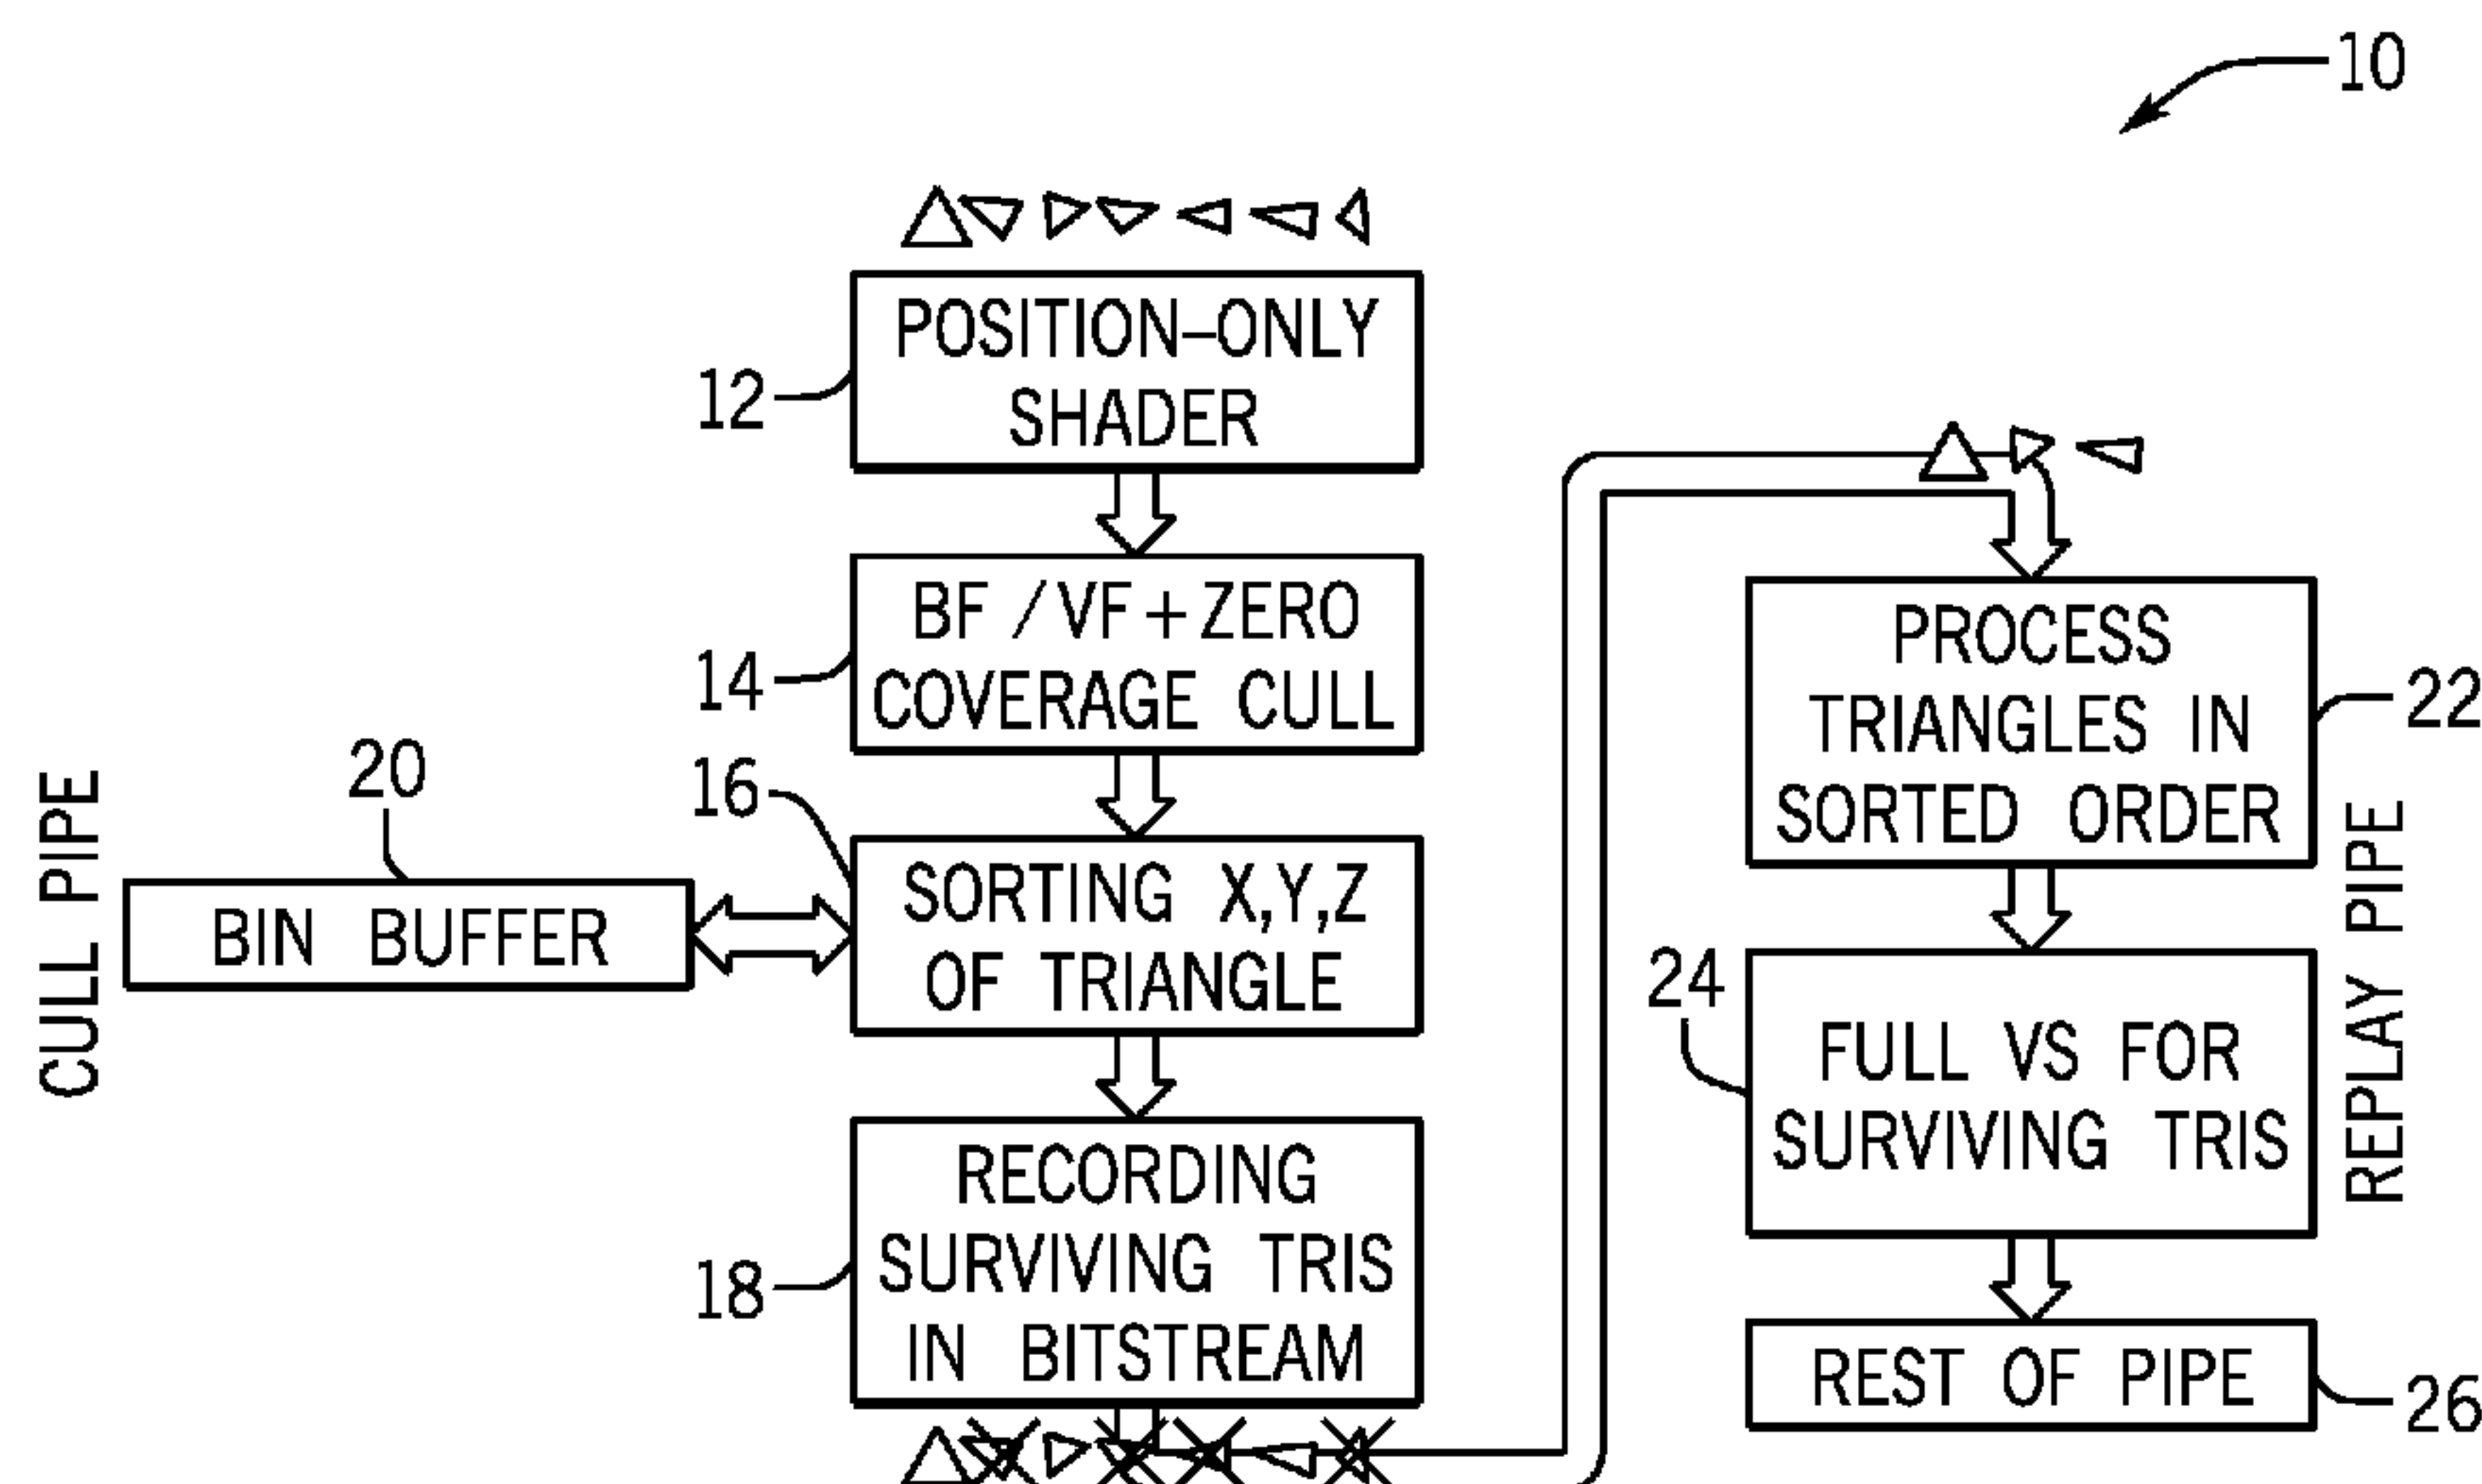 10
12
POSITION–ONLY
SHADER
14
BF / VF + ZERO
COVERAGE CULL
CULL PIPE
20
BIN BUFFER
16
SORTING X,Y,Z
OF TRIANGLE
18
RECORDING
SURVIVING TRIS
IN BITSTREAM
PROCESS
TRIANGLES IN
SORTED ORDER
22
24
FULL VS FOR
SURVIVING TRIS
REPLAY PIPE
REST OF PIPE
26